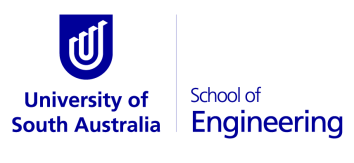 University of
South Australia
School of
Engineering